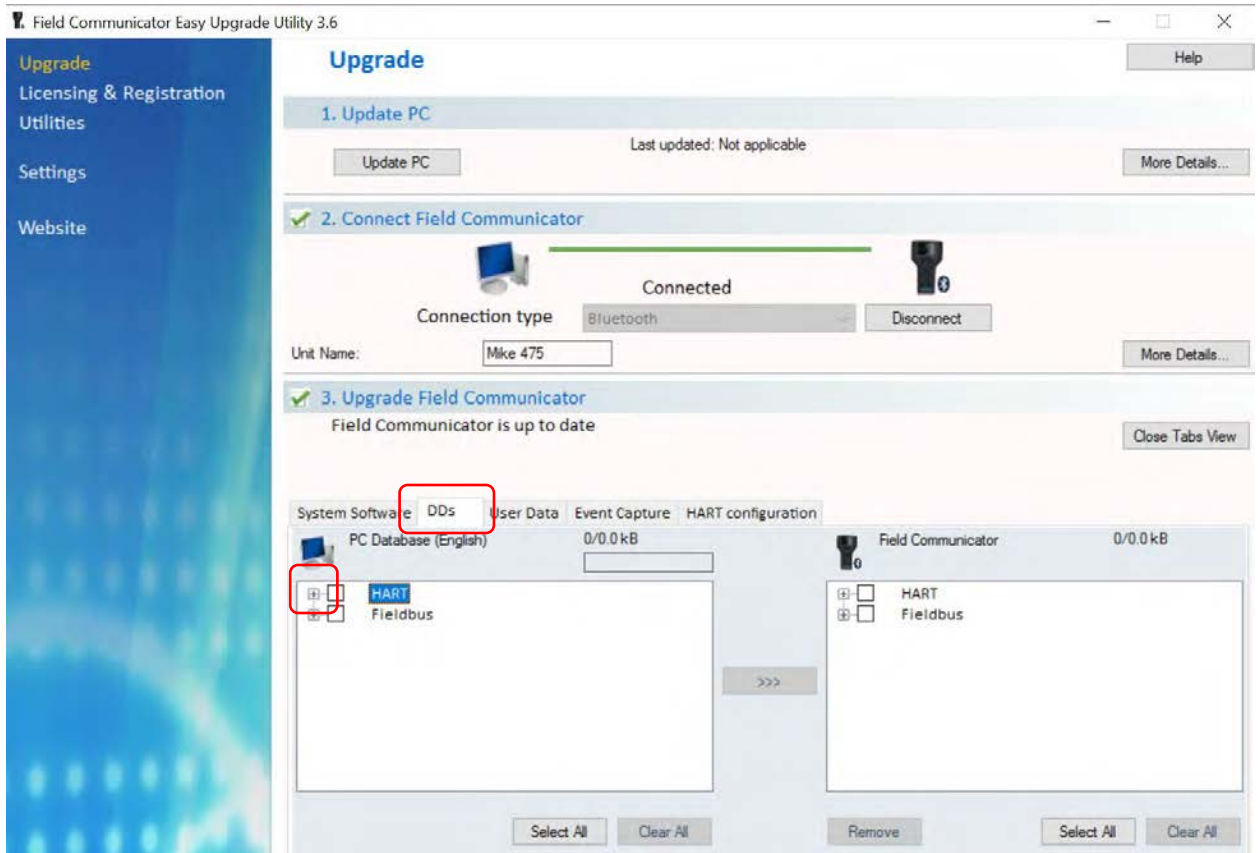 Field Communicator Easy Upgrade Utility 3.6
Upgrade
Licensing & Registration
Utilities
Settings
Website
Upgrade
Help
1. Update PC
Last updated: Not applicable
Update PC
More Details...
2. Connect Field Communicator
Connected
Connection type
Bluetooth
Disconnect
Unit Name:
Mike 475
More Details...
3. Upgrade Field Communicator
Field Communicator is up to date
Close Tabs View
System Software DDs User Data Event Capture HART configuration
PC Database (English) 0/0.0 kB
Field Communicator 0/0.0 kB
HART
Fieldbus
HART
Fieldbus
>>>
Select All Clear All
Remove Select All Clear All